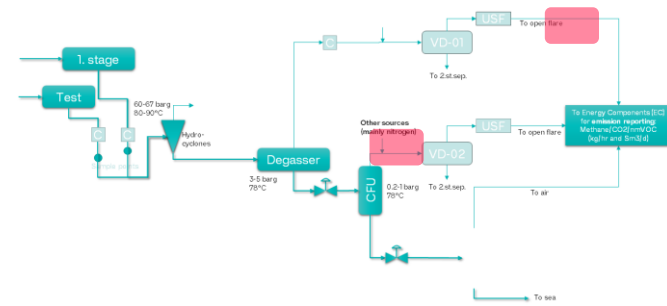 1. stage
Test
C
C
60-67 barg
80-90°C
Hydro-
cyclones
Degasser
3-5 barg
78°C
C
VD-01
To 2.st.sep.
USF
To open flare
Other sources
(mainly nitrogen)
VD-02
To 2.st.sep.
USF
To open flare
CFU
0.2-1 barg
78°C
To Energy Components (EC)
for emission reporting:
Methane/CO2/nmVOC
(kg/hr and Sm3/d)
To air
To sea